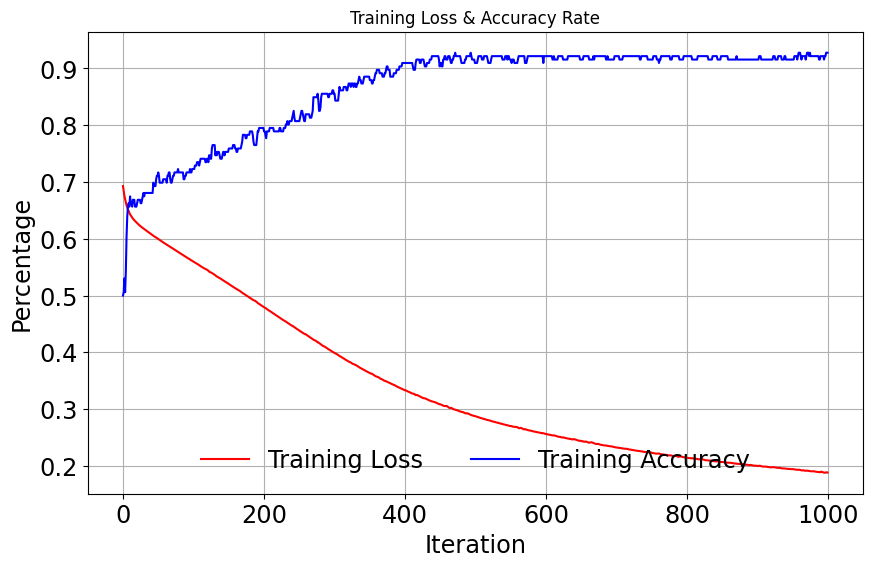 Training Loss & Accuracy Rate
Percentage
0.9
0.8
0.7
0.6
0.5
0.4
0.3
0.2
Training Loss
Training Accuracy
0 200 400 600 800 1000
Iteration